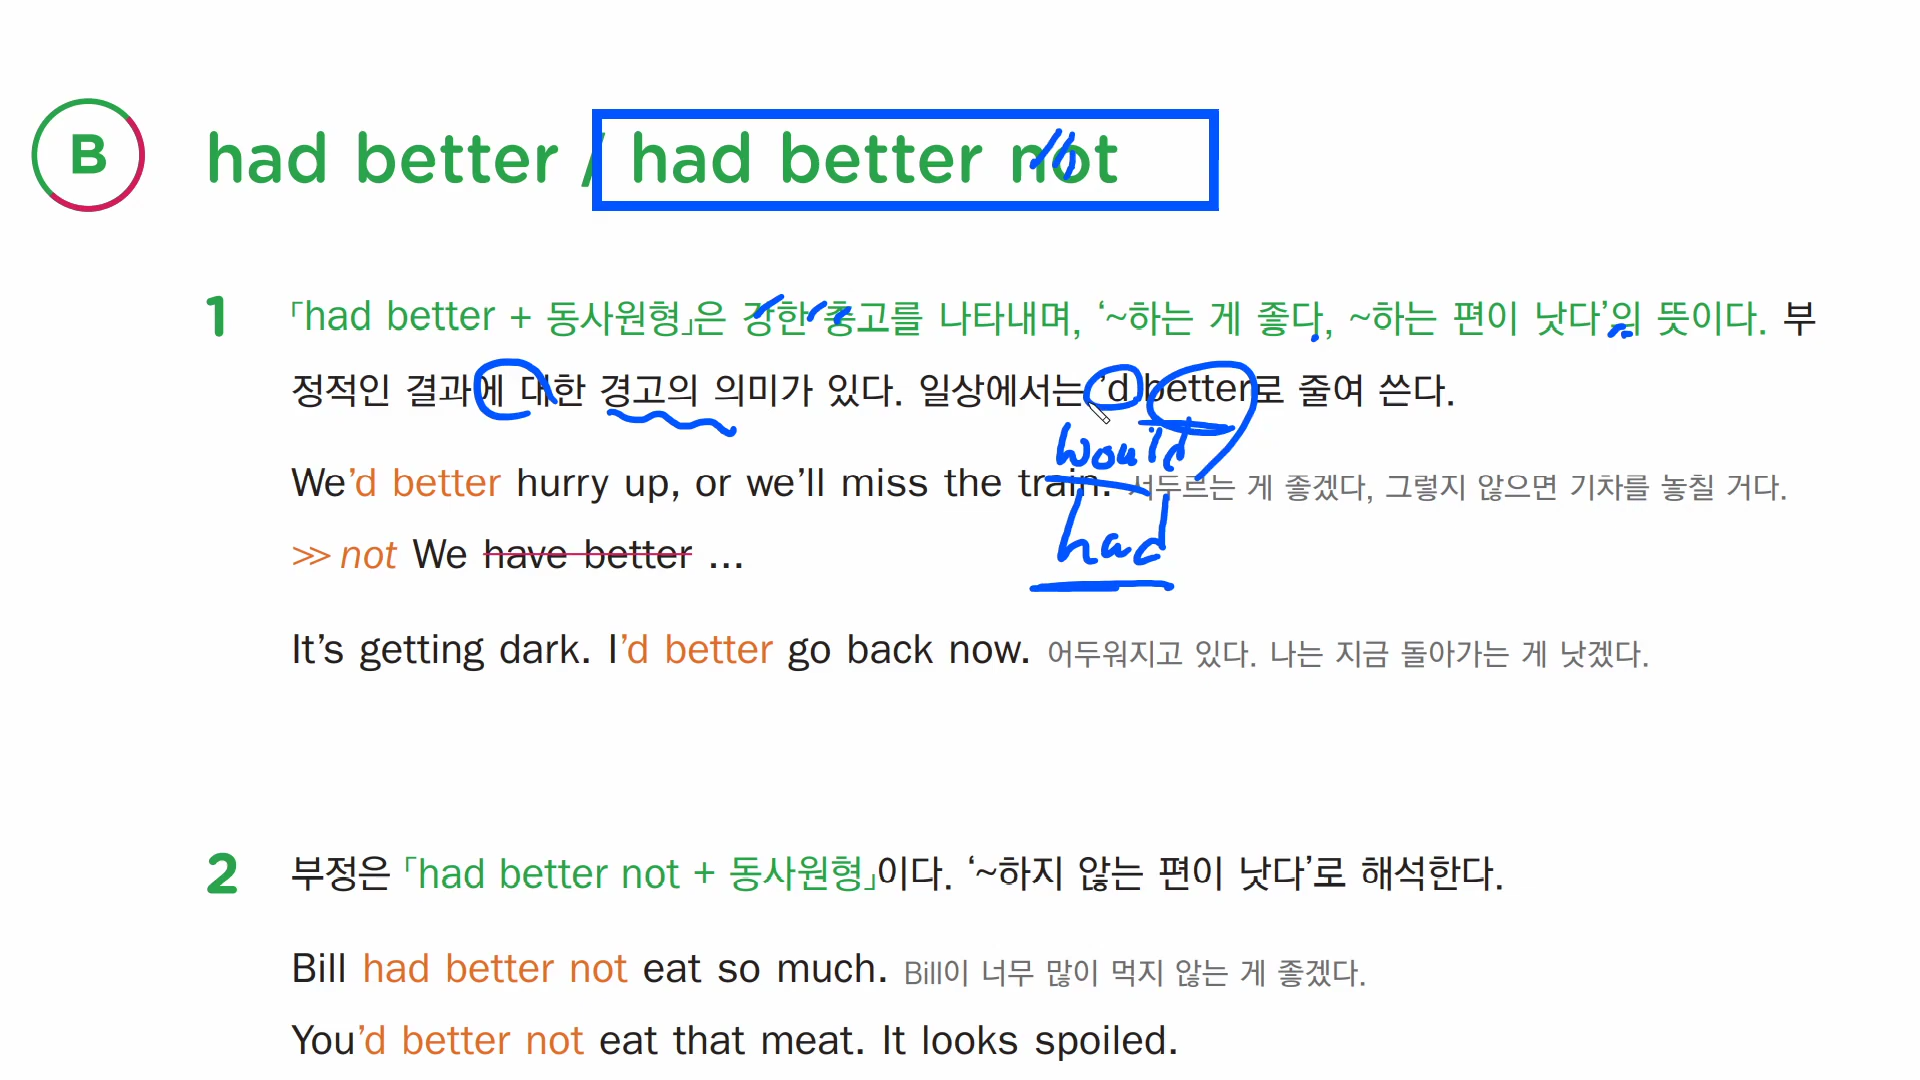 B had better / had better not
1 「had better + 동사원형」은 강한 충고를 나타내며, ‘~하는 게 좋다, ~하는 편이 낫다’의 뜻이다. 부
정적인 결과에 대한 경고의 의미가 있다. 일상에서는 ’d better로 줄여 쓴다.
would
We’d better hurry up, or we’ll miss the train. 서두르는 게 좋겠다, 그렇지 않으면 기차를 놓칠 거다.
had
>> not We have better ...
It’s getting dark. I’d better go back now. 어두워지고 있다. 나는 지금 돌아가는 게 낫겠다.
2 부정은 「had better not + 동사원형」이다. ‘~하지 않는 편이 낫다’로 해석한다.
Bill had better not eat so much. Bill이 너무 많이 먹지 않는 게 좋겠다.
You’d better not eat that meat. It looks spoiled.